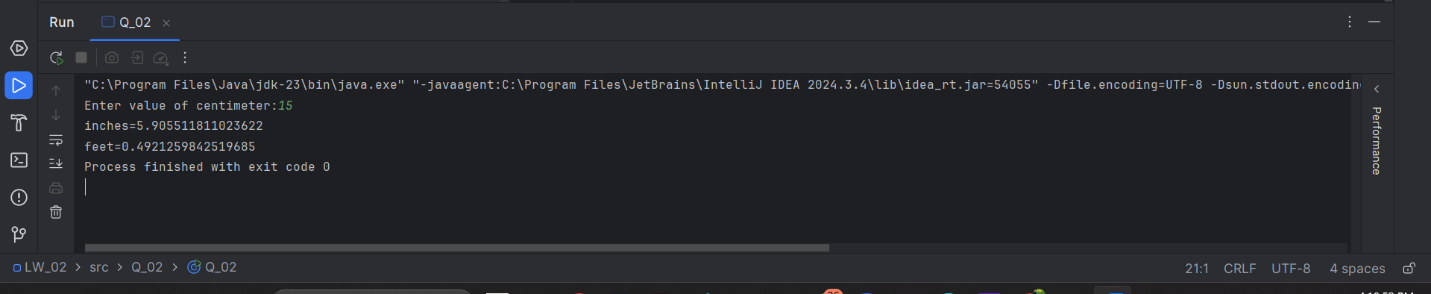 Run Q_02
"C:\Program Files\Java\jdk-23\bin\java.exe" "-javaagent:C:\Program Files\JetBrains\IntelliJ IDEA 2024.3.4\lib\idea_rt.jar=54055" -Dfile.encoding=UTF-8 -Dsun.stdout.encoding
Enter value of centimeter:15
inches=5.905511811023622
feet=0.4921259842519685
Process finished with exit code 0
Performance
LW_02 > src > Q_02 > Q_02
21:1 CRLF UTF-8 4 spaces